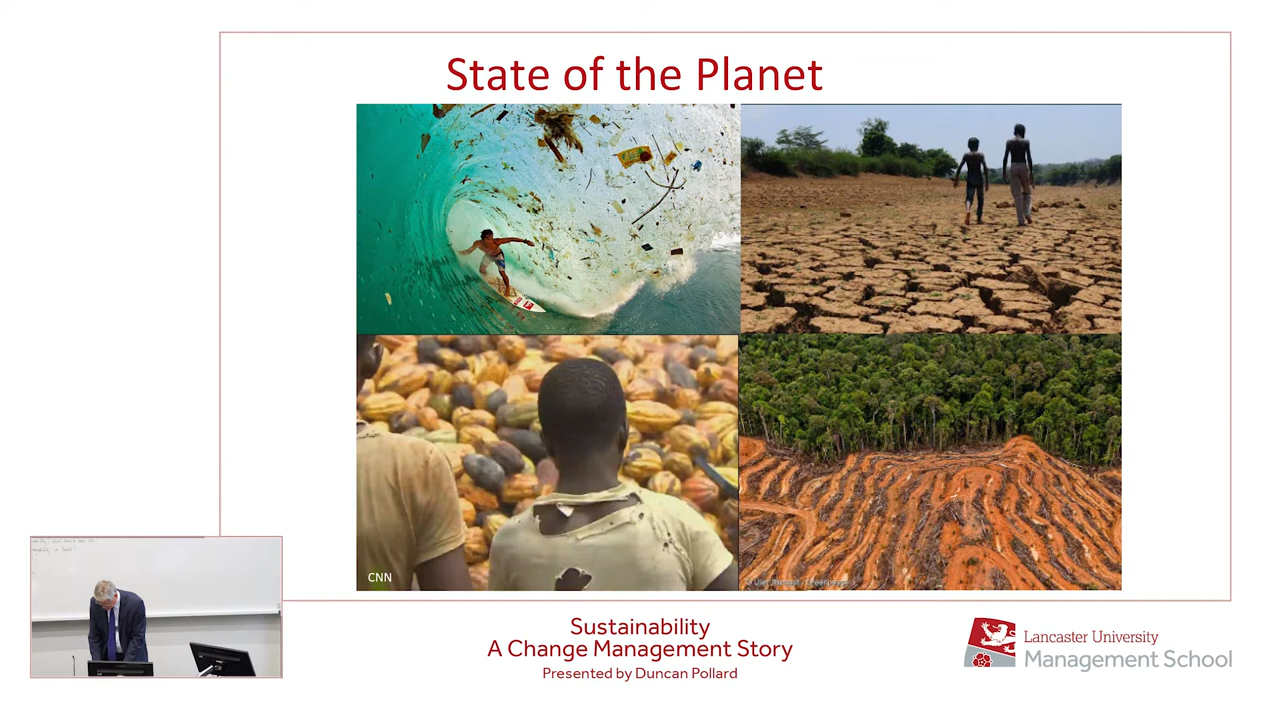 State of the Planet
CNN
Sustainability
A Change Management Story
Presented by Duncan Pollard
Lancaster University
Management School